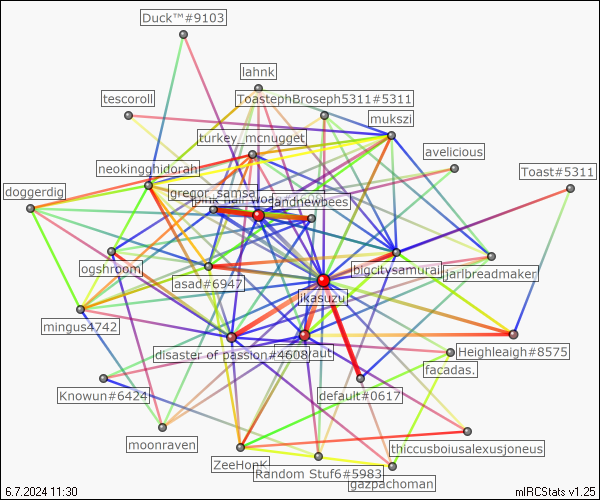 Duck™#9103
lahnk
tescoroll
ToastephBroseph5311#5311
mukszi
turkey_mcnugget
avelicious
neokingghidorah
Toast#5311
doggerdig
gregor_samsa
andnewbees
ogshroom
asad#6947
bigcitysamurai
jarlbreadmaker
ikasuzu
mingus4742
disaster of passion#4608
Heighleaigh#8575
facadas.
Knowun#6424
default#0617
moonraven
thiccusboiusalexusjoneus
ZeeHonK
Random Stuf6#5983
gazpachoman
6.7.2024 11:30
mIRCStats v1.25